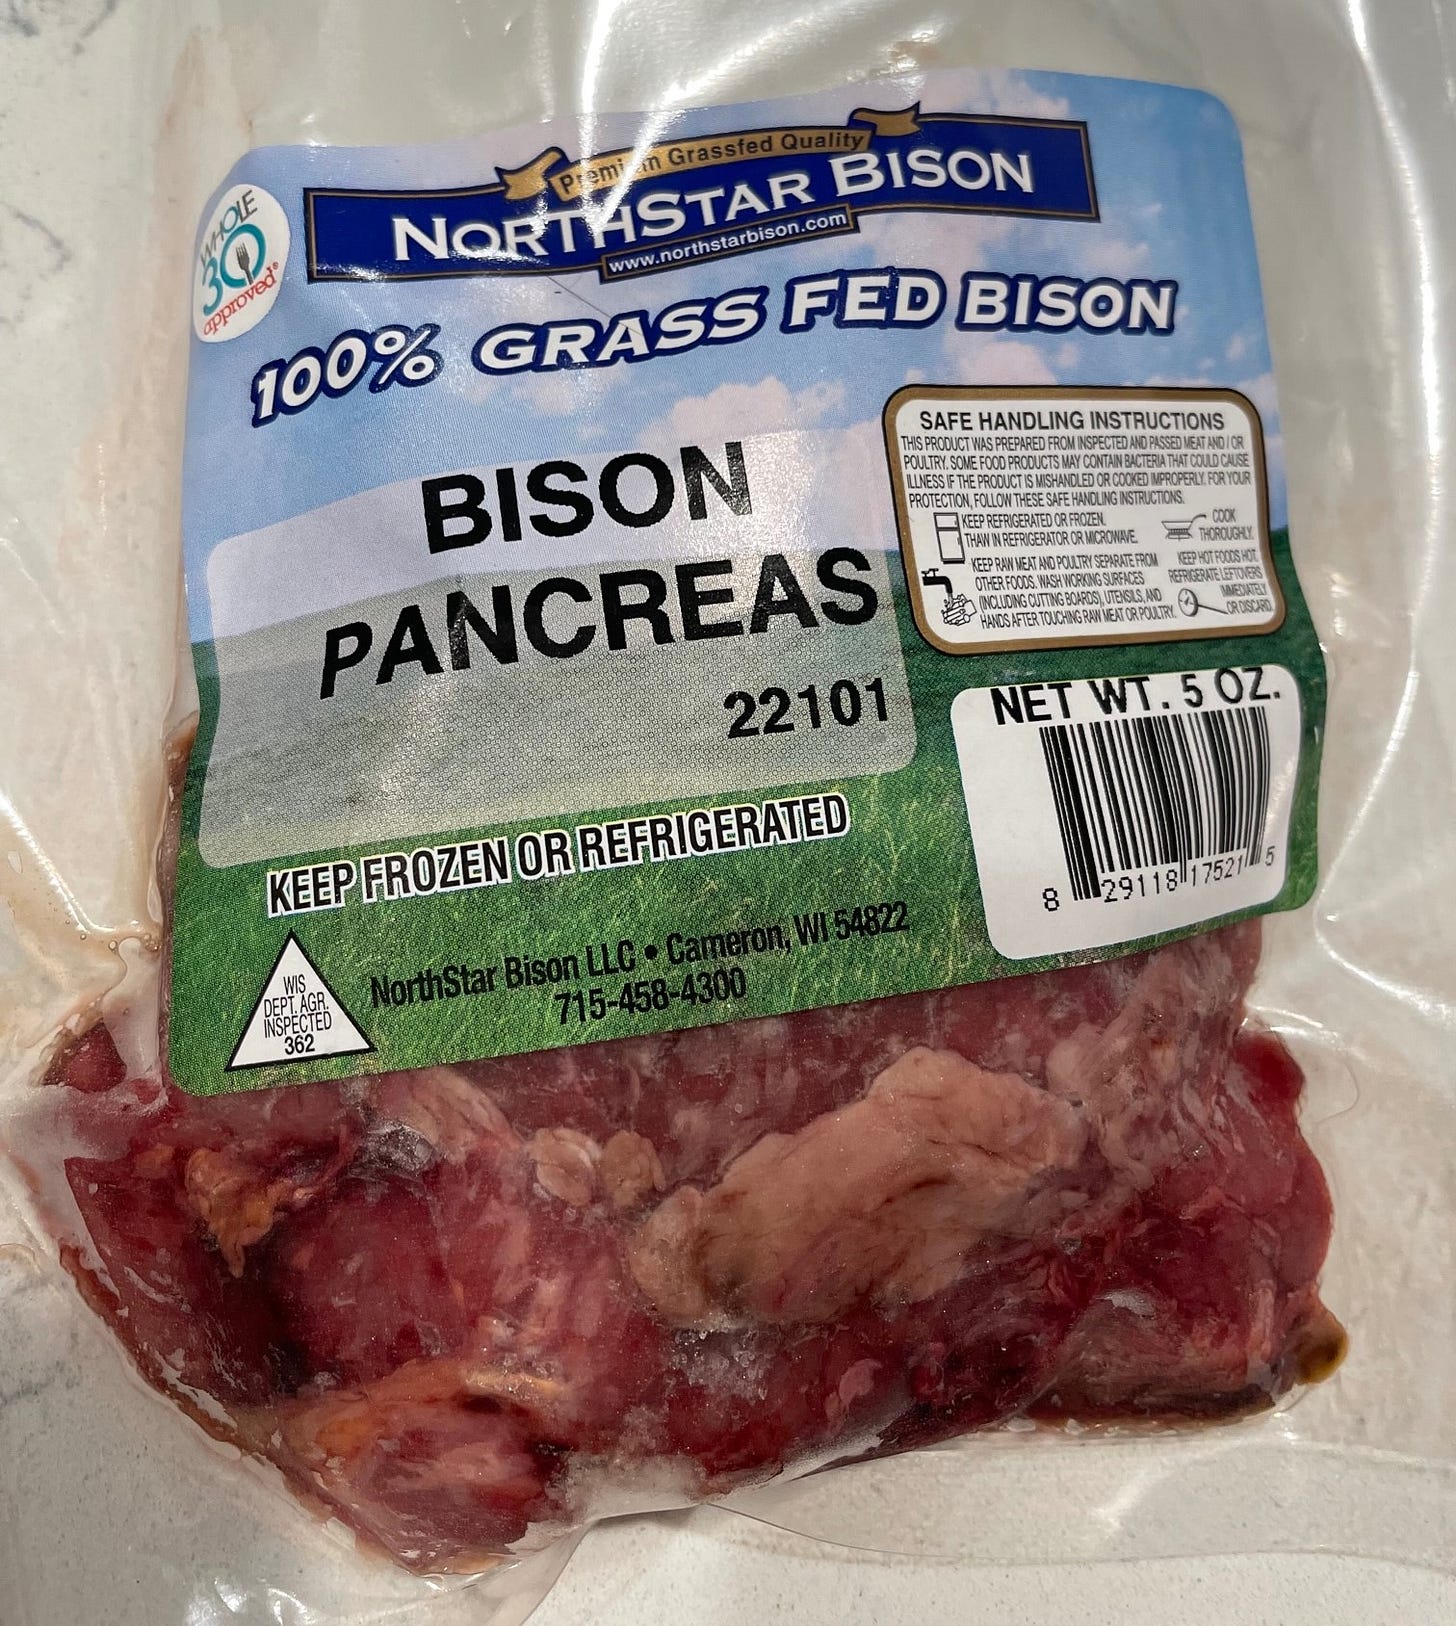 Premium Grassfed Quality
NORTHSTAR BISON
www.northstarbison.com
WHOLE
30
approved®
100% GRASS FED BISON
BISON
PANCREAS
22101
SAFE HANDLING INSTRUCTIONS
THIS PRODUCT WAS PREPARED FROM INSPECTED AND PASSED MEAT AND / OR
POULTRY. SOME FOOD PRODUCTS MAY CONTAIN BACTERIA THAT COULD CAUSE
ILLNESS IF THE PRODUCT IS MISHANDLED OR COOKED IMPROPERLY. FOR YOUR
PROTECTION, FOLLOW THESE SAFE HANDLING INSTRUCTIONS.
KEEP REFRIGERATED OR FROZEN.
THAW IN REFRIGERATOR OR MICROWAVE.
COOK
THOROUGHLY.
KEEP RAW MEAT AND POULTRY SEPARATE FROM
OTHER FOODS. WASH WORKING SURFACES
(INCLUDING CUTTING BOARDS), UTENSILS, AND
HANDS AFTER TOUCHING RAW MEAT OR POULTRY.
KEEP HOT FOODS HOT.
REFRIGERATE LEFTOVERS
IMMEDIATELY
OR DISCARD.
NET WT. 5 OZ.
8 29118 17521 5
KEEP FROZEN OR REFRIGERATED
WIS
DEPT. AGR.
INSPECTED
362
NorthStar Bison LLC • Cameron, WI 54822
715-458-4300